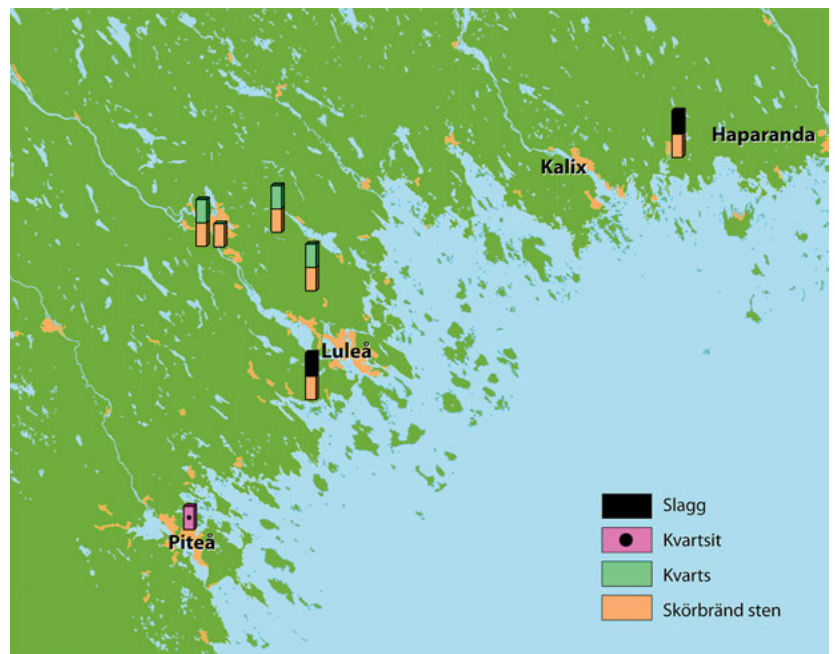 Haparanda
Kalix
Luleå
Piteå
Slagg
Kvartsit
Kvarts
Skörbränd sten